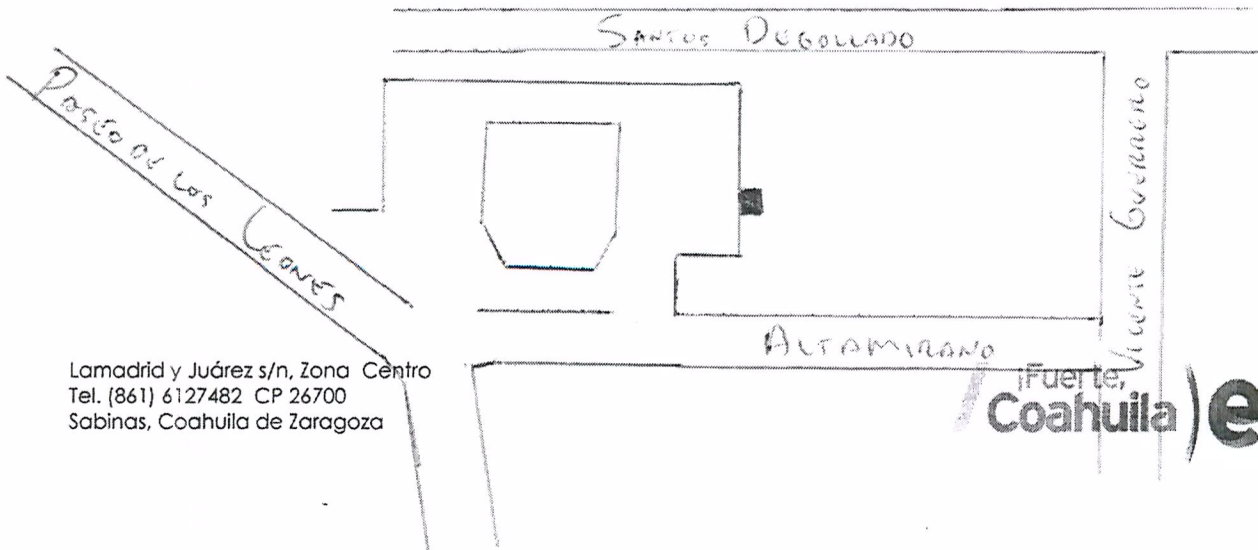 SANTOS DEGOLLADO
PASEO DE LOS LEONES
VICENTE GUERRERO
ALTAMIRANO
Lamadrid y Juárez s/n, Zona Centro
Tel. (861) 6127482 CP 26700
Sabinas, Coahuila de Zaragoza
¡Fuerte,
Coahuila) e